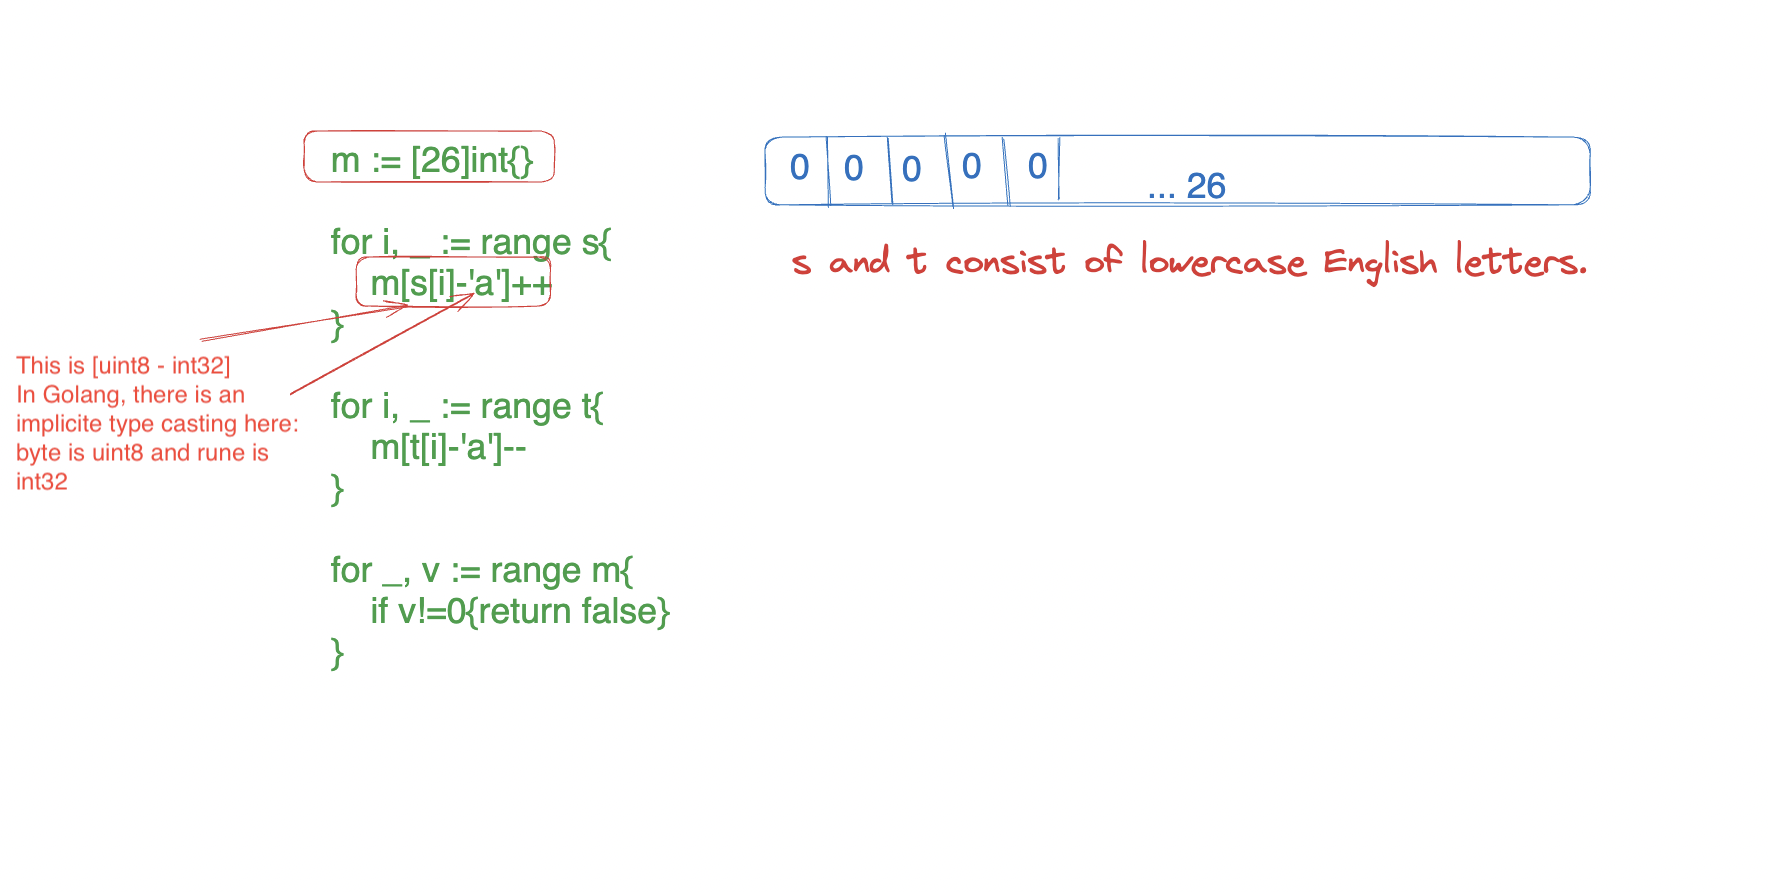 m := [26]int{}
0 0 0 0 0 ... 26
for i, _ := range s{
m[s[i]-'a']++
}
s and t consist of lowercase English letters.
This is [uint8 - int32]
In Golang, there is an
implicite type casting here:
byte is uint8 and rune is
int32
for i, _ := range t{
m[t[i]-'a']--
}
for _, v := range m{
if v!=0{return false}
}